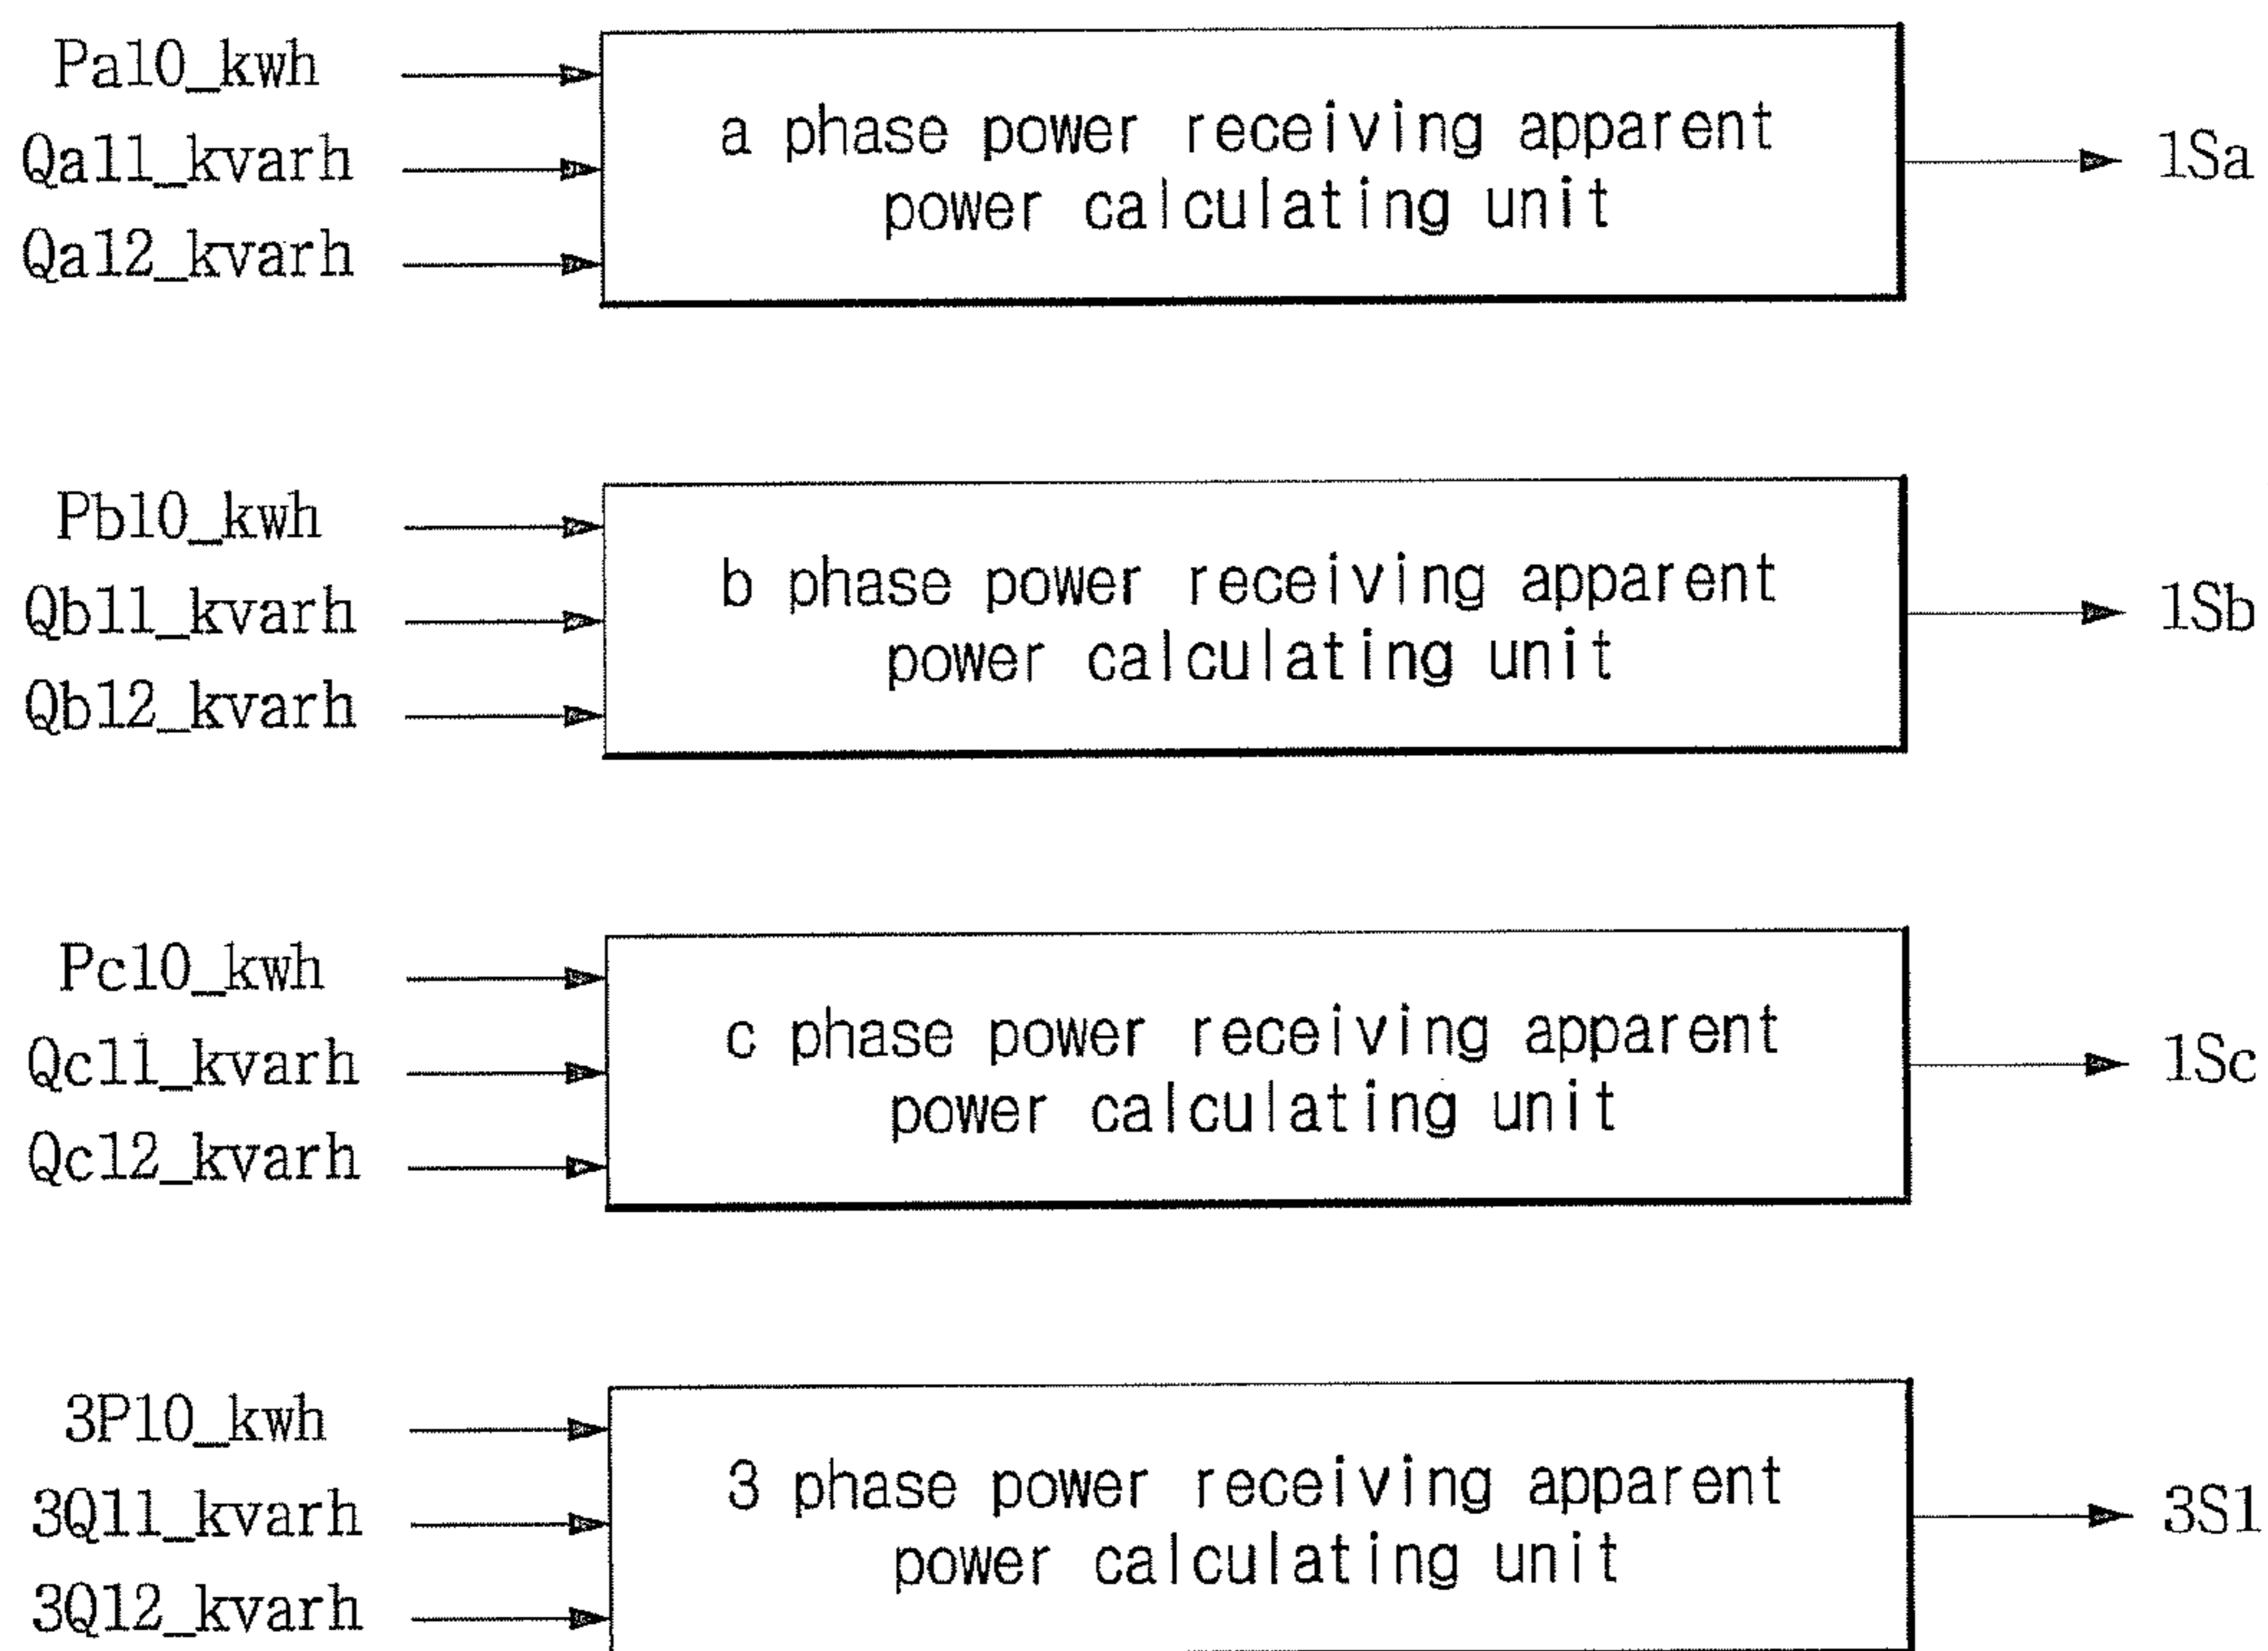 Pa10_kwh
Qa11_kvarh
Qa12_kvarh
a phase power receiving apparent
power calculating unit
1Sa
Pb10_kwh
Qb11_kvarh
Qb12_kvarh
b phase power receiving apparent
power calculating unit
1Sb
Pc10_kwh
Qc11_kvarh
Qc12_kvarh
c phase power receiving apparent
power calculating unit
1Sc
3P10_kwh
3Q11_kvarh
3Q12_kvarh
3 phase power receiving apparent
power calculating unit
3S1